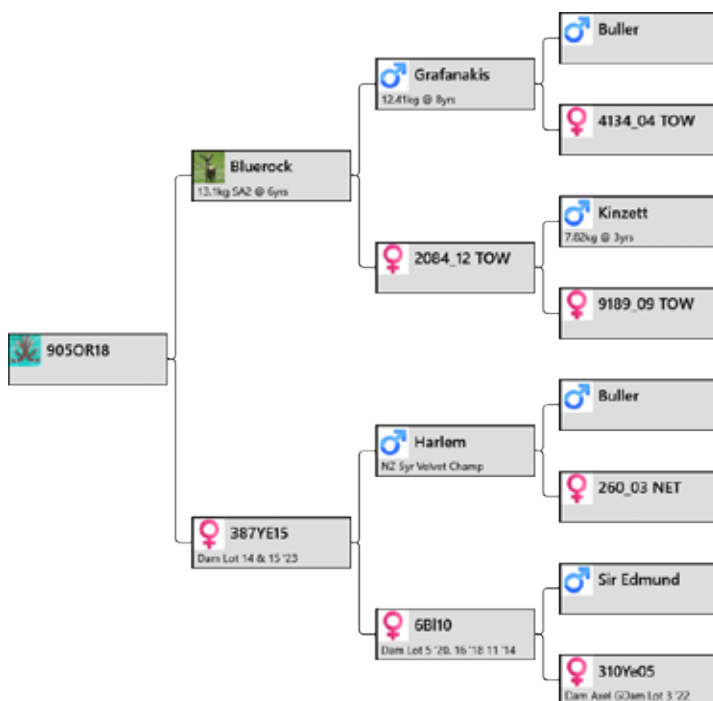 Buller
Grafanakis
12.41kg @ 8yrs
4134_04 TOW
Bluerock
13.1kg SA2 @ 6yrs
Kinzett
7.82kg @ 3yrs
2084_12 TOW
9189_09 TOW
905OR18
Buller
Harlem
NZ 5yr Velvet Champ
260_03 NET
387YE15
Dam Lot 14 & 15 '23
Sir Edmund
6Bl10
Dam Lot 5 '20, 16 '18 11 '14
310Ye05
Dam Axel GDam Lot 3 '22